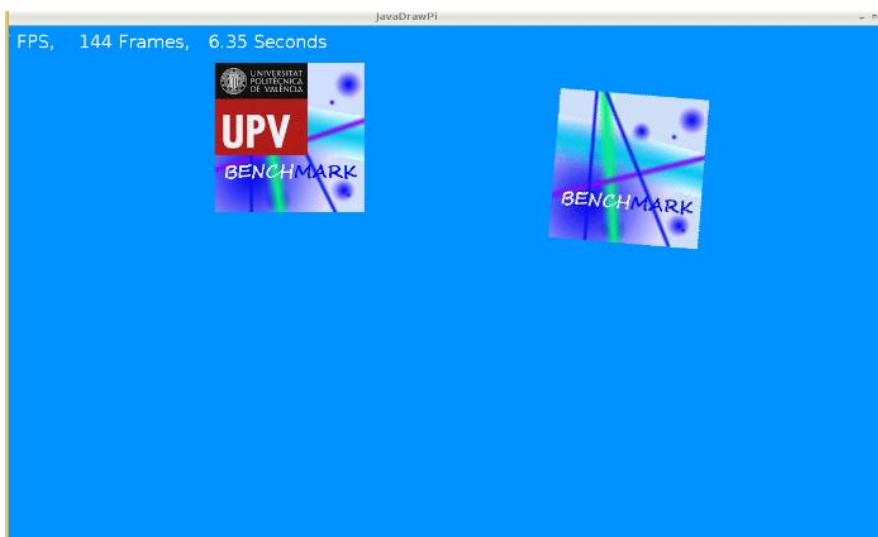 JavaDrawPi
FPS, 144 Frames, 6.35 Seconds
UNIVERSITAT
POLITÈCNICA
DE VALÈNCIA
UPV
BENCHMARK
BENCHMARK